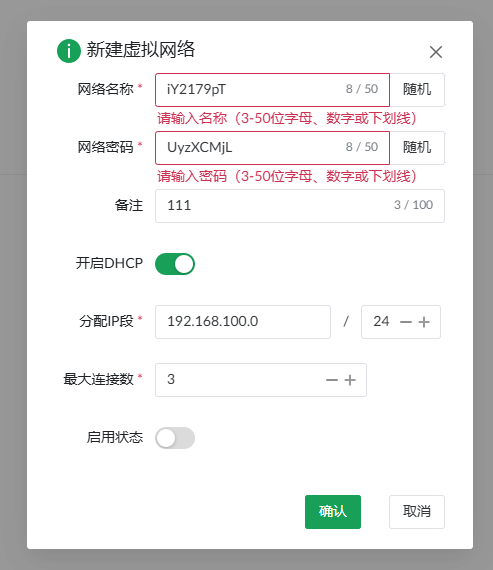 新建虚拟网络
网络名称 * iY2179pT 8 / 50 随机
请输入名称（3-50位字母、数字或下划线）
网络密码 * UyzXCMjL 8 / 50 随机
请输入密码（3-50位字母、数字或下划线）
备注 111 3 / 100
开启DHCP
分配IP段 * 192.168.100.0 / 24
最大连接数 * 3
启用状态
确认 取消